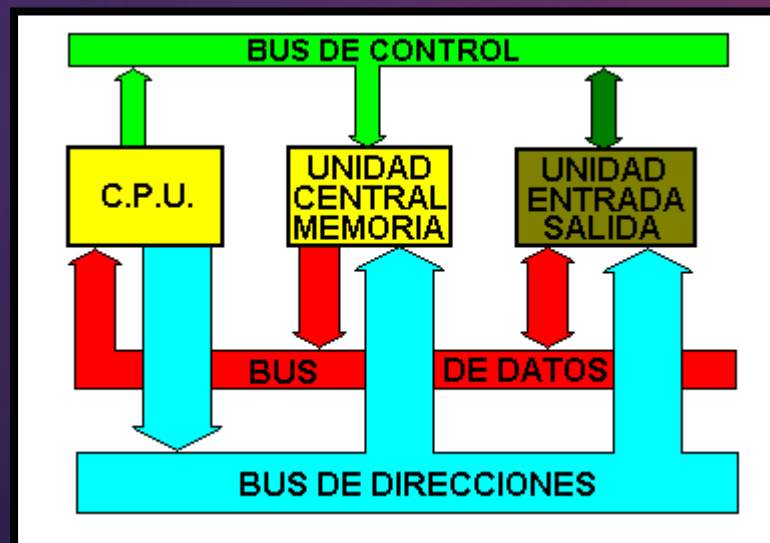 BUS DE CONTROL
C.P.U.
UNIDAD
CENTRAL
MEMORIA
UNIDAD
ENTRADA
SALIDA
BUS DE DATOS
BUS DE DIRECCIONES